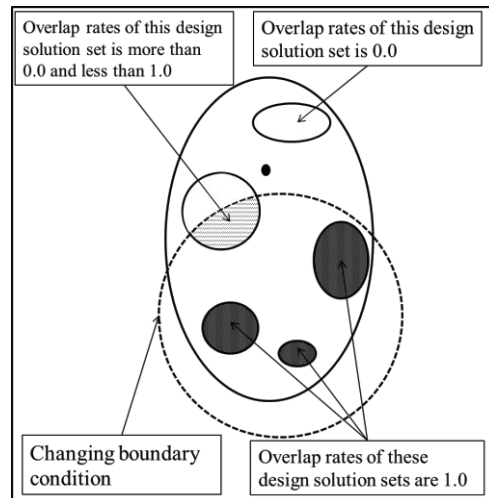 Overlap rates of this design
solution set is more than
0.0 and less than 1.0
Overlap rates of this design
solution set is 0.0
Changing boundary
condition
Overlap rates of these
design solution sets are 1.0